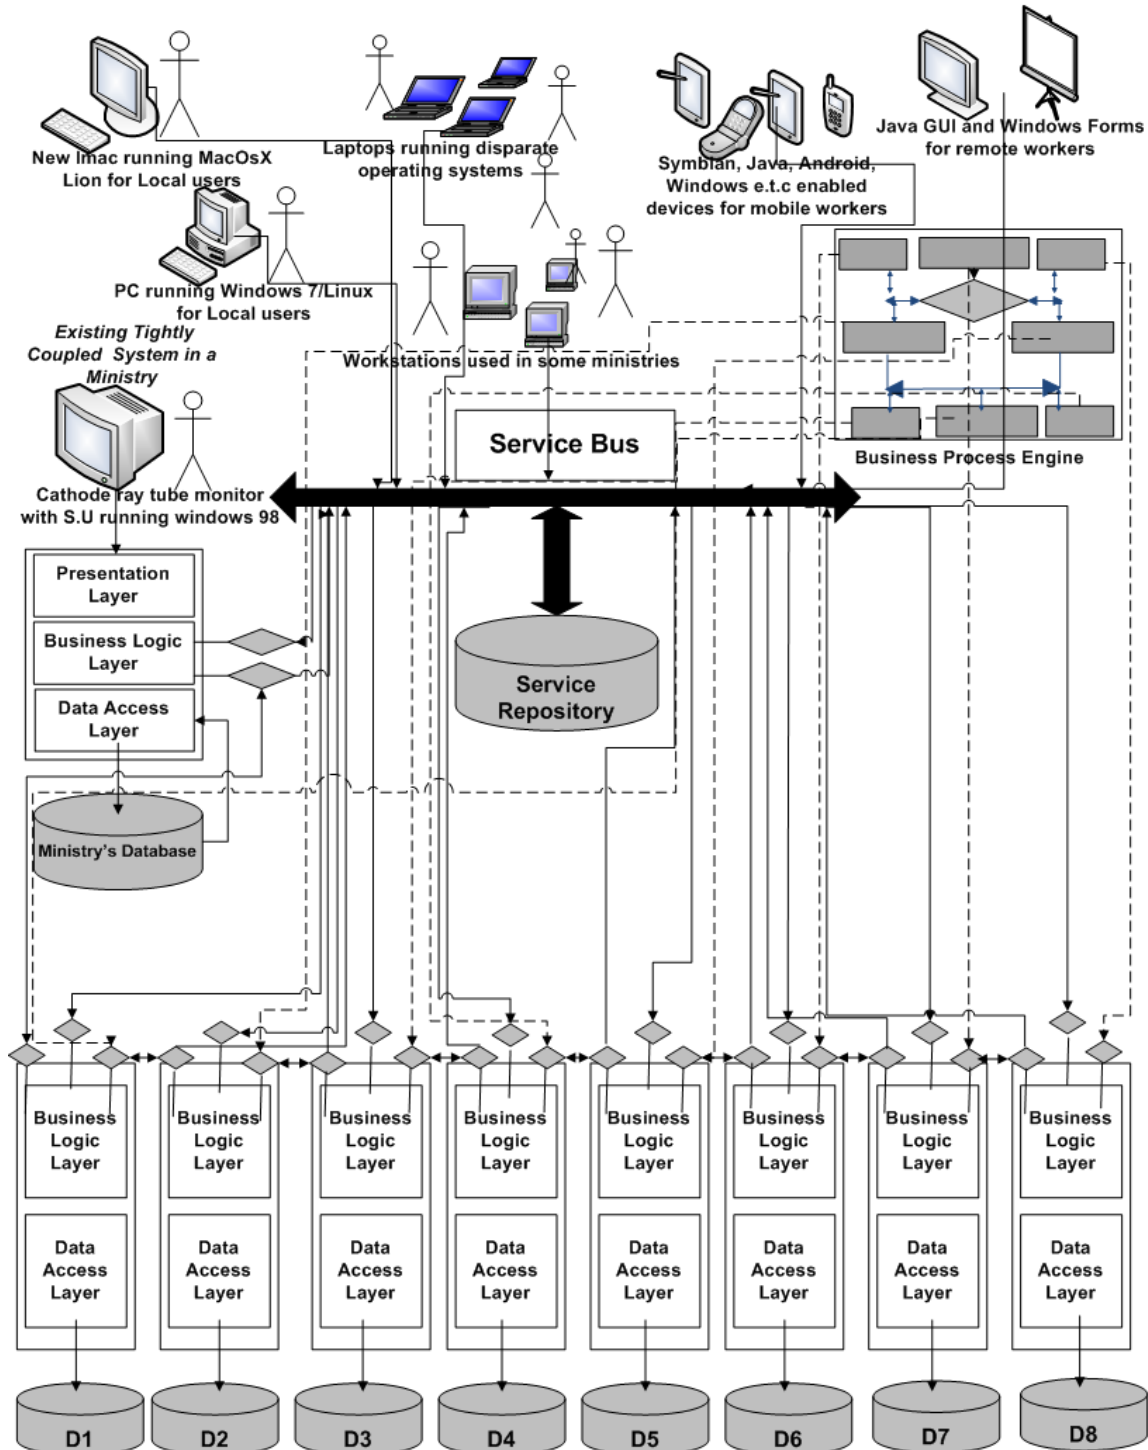 New Imac running MacOsX
Lion for Local users
Laptops running disparate
operating systems
Symbian, Java, Android,
Windows e.t.c enabled
devices for mobile workers
Java GUI and Windows Forms
for remote workers
PC running Windows 7/Linux
for Local users
Existing Tightly
Coupled System in a
Ministry
Workstations used in some ministries
Service Bus
Business Process Engine
Cathode ray tube monitor
with S.U running windows 98
Presentation
Layer
Business Logic
Layer
Data Access
Layer
Service
Repository
Ministry's Database
Business
Logic
Layer
Business
Logic
Layer
Business
Logic
Layer
Business
Logic
Layer
Business
Logic
Layer
Business
Logic
Layer
Business
Logic
Layer
Business
Logic
Layer
Data
Access
Layer
Data
Access
Layer
Data
Access
Layer
Data
Access
Layer
Data
Access
Layer
Data
Access
Layer
Data
Access
Layer
Data
Access
Layer
D1
D2
D3
D4
D5
D6
D7
D8